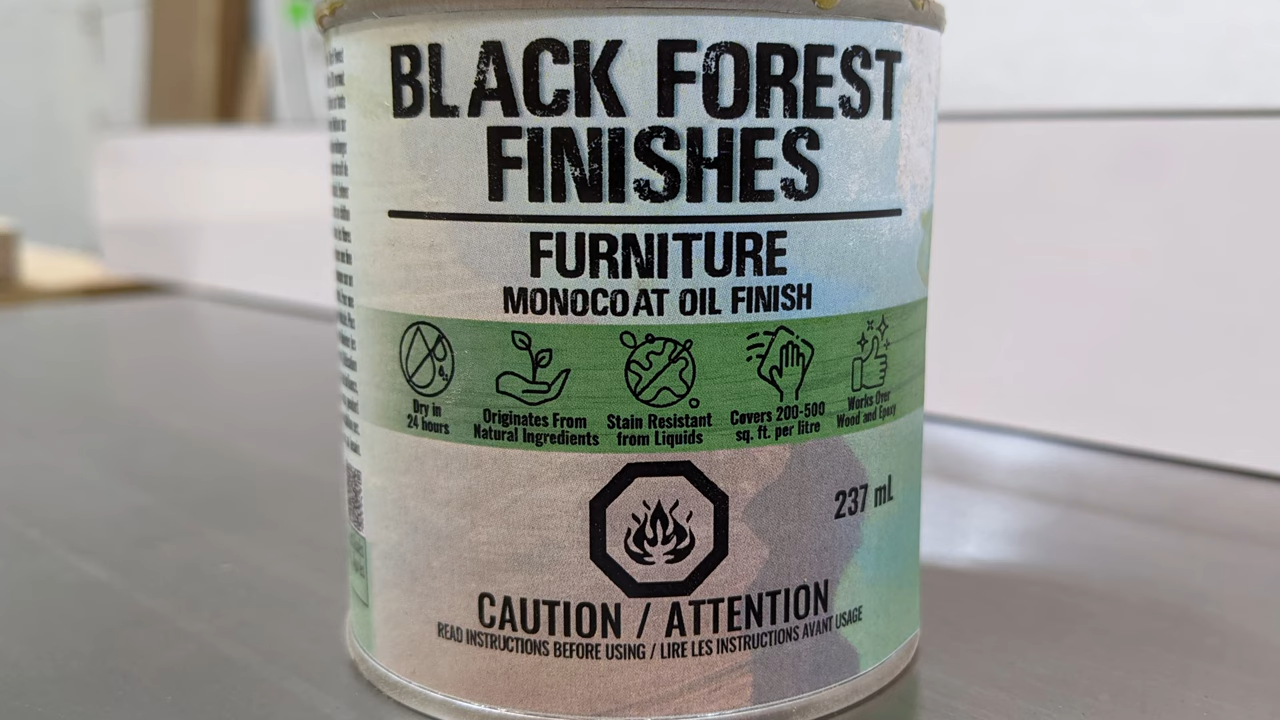 BLACK FOREST
FINISHES
FURNITURE
MONOCOAT OIL FINISH
Dry in
24 hours
Originates From
Natural Ingredients
Stain Resistant
from Liquids
Covers 200-500
sq. ft. per litre
Works Over
Wood and Epoxy
237 mL
CAUTION / ATTENTION
READ INSTRUCTIONS BEFORE USING / LIRE LES INSTRUCTIONS AVANT USAGE